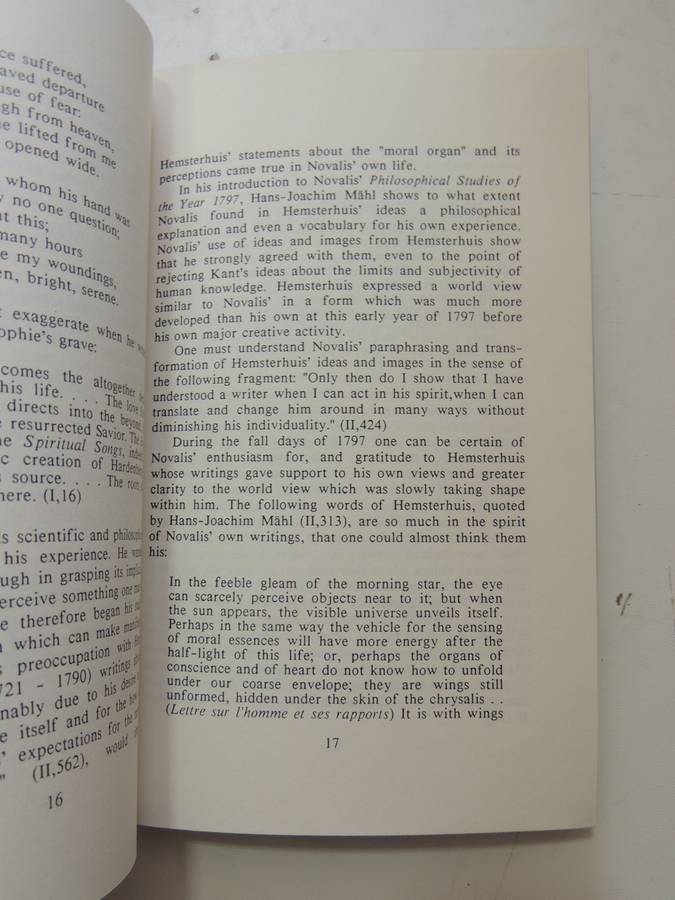 ce suffered,
aved departure
use of fear:
gh from heaven,
e lifted from me
opened wide.
whom his hand was
y no one question;
at this;
many hours
e my woundings,
en, bright, serene.
t exaggerate when he
ophie's grave:
comes the altogether
his life. . . . The love
directs into the beyond,
e resurrected Savior. The
he Spiritual Songs, indeed
ic creation of Hardenberg
s source. . . . The root
here. (I,16)
is scientific and philosophical
his experience. He
ugh in grasping its
erceive something one
e therefore began his
n which can make
s preoccupation with
721 - 1790) writings
nably due to his desire
e itself and for the how
' expectations for the
" (II,562), would
16
Hemsterhuis' statements about the "moral organ" and its
perceptions came true in Novalis' own life.
In his introduction to Novalis' Philosophical Studies of
the Year 1797, Hans-Joachim Mähl shows to what extent
Novalis found in Hemsterhuis' ideas a philosophical
explanation and even a vocabulary for his own experience.
Novalis' use of ideas and images from Hemsterhuis show
that he strongly agreed with them, even to the point of
rejecting Kant's ideas about the limits and subjectivity of
human knowledge. Hemsterhuis expressed a world view
similar to Novalis' in a form which was much more
developed than his own at this early year of 1797 before
his own major creative activity.
One must understand Novalis' paraphrasing and trans-
formation of Hemsterhuis' ideas and images in the sense of
the following fragment: "Only then do I show that I have
understood a writer when I can act in his spirit,when I can
translate and change him around in many ways without
diminishing his individuality." (II,424)
During the fall days of 1797 one can be certain of
Novalis' enthusiasm for, and gratitude to Hemsterhuis
whose writings gave support to his own views and greater
clarity to the world view which was slowly taking shape
within him. The following words of Hemsterhuis, quoted
by Hans-Joachim Mähl (II,313), are so much in the spirit
of Novalis' own writings, that one could almost think them
his:
In the feeble gleam of the morning star, the eye
can scarcely perceive objects near to it; but when
the sun appears, the visible universe unveils itself.
Perhaps in the same way the vehicle for the sensing
of moral essences will have more energy after the
half-light of this life; or, perhaps the organs of
conscience and of heart do not know how to unfold
under our coarse envelope; they are wings still
unformed, hidden under the skin of the chrysalis . .
(Lettre sur l'homme et ses rapports) It is with wings
17